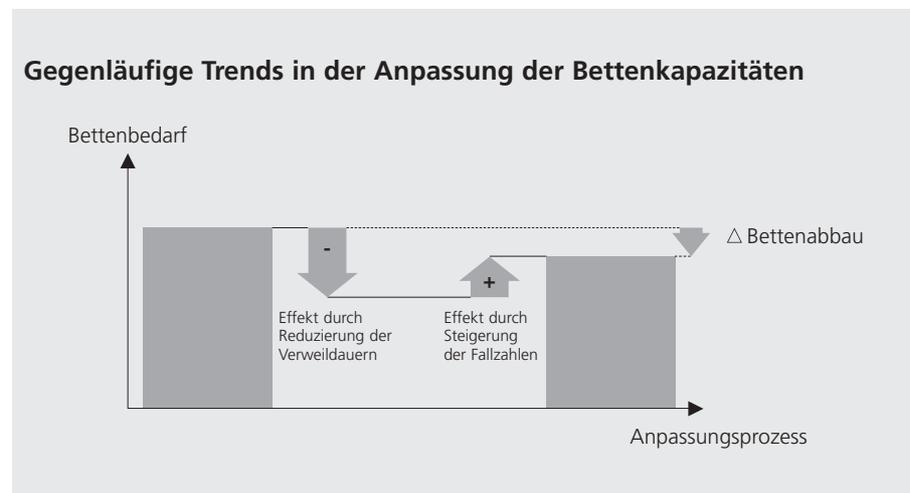 Gegenläufige Trends in der Anpassung der Bettenkapazitäten
Bettenbedarf
-
△ Bettenabbau
+
Effekt durch
Reduzierung der
Verweildauern
Effekt durch
Steigerung
der Fallzahlen
Anpassungsprozess